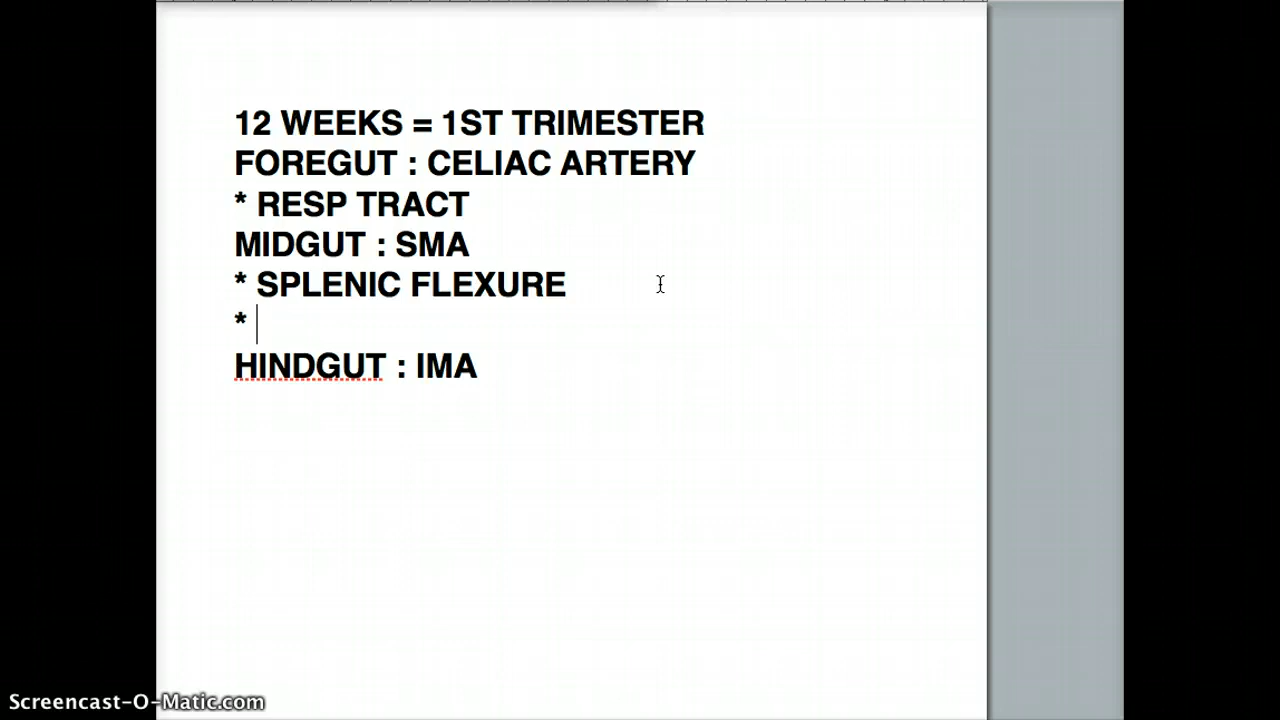 12 WEEKS = 1ST TRIMESTER
FOREGUT : CELIAC ARTERY
* RESP TRACT
MIDGUT : SMA
* SPLENIC FLEXURE
*
HINDGUT : IMA
Screencast-O-Matic.com